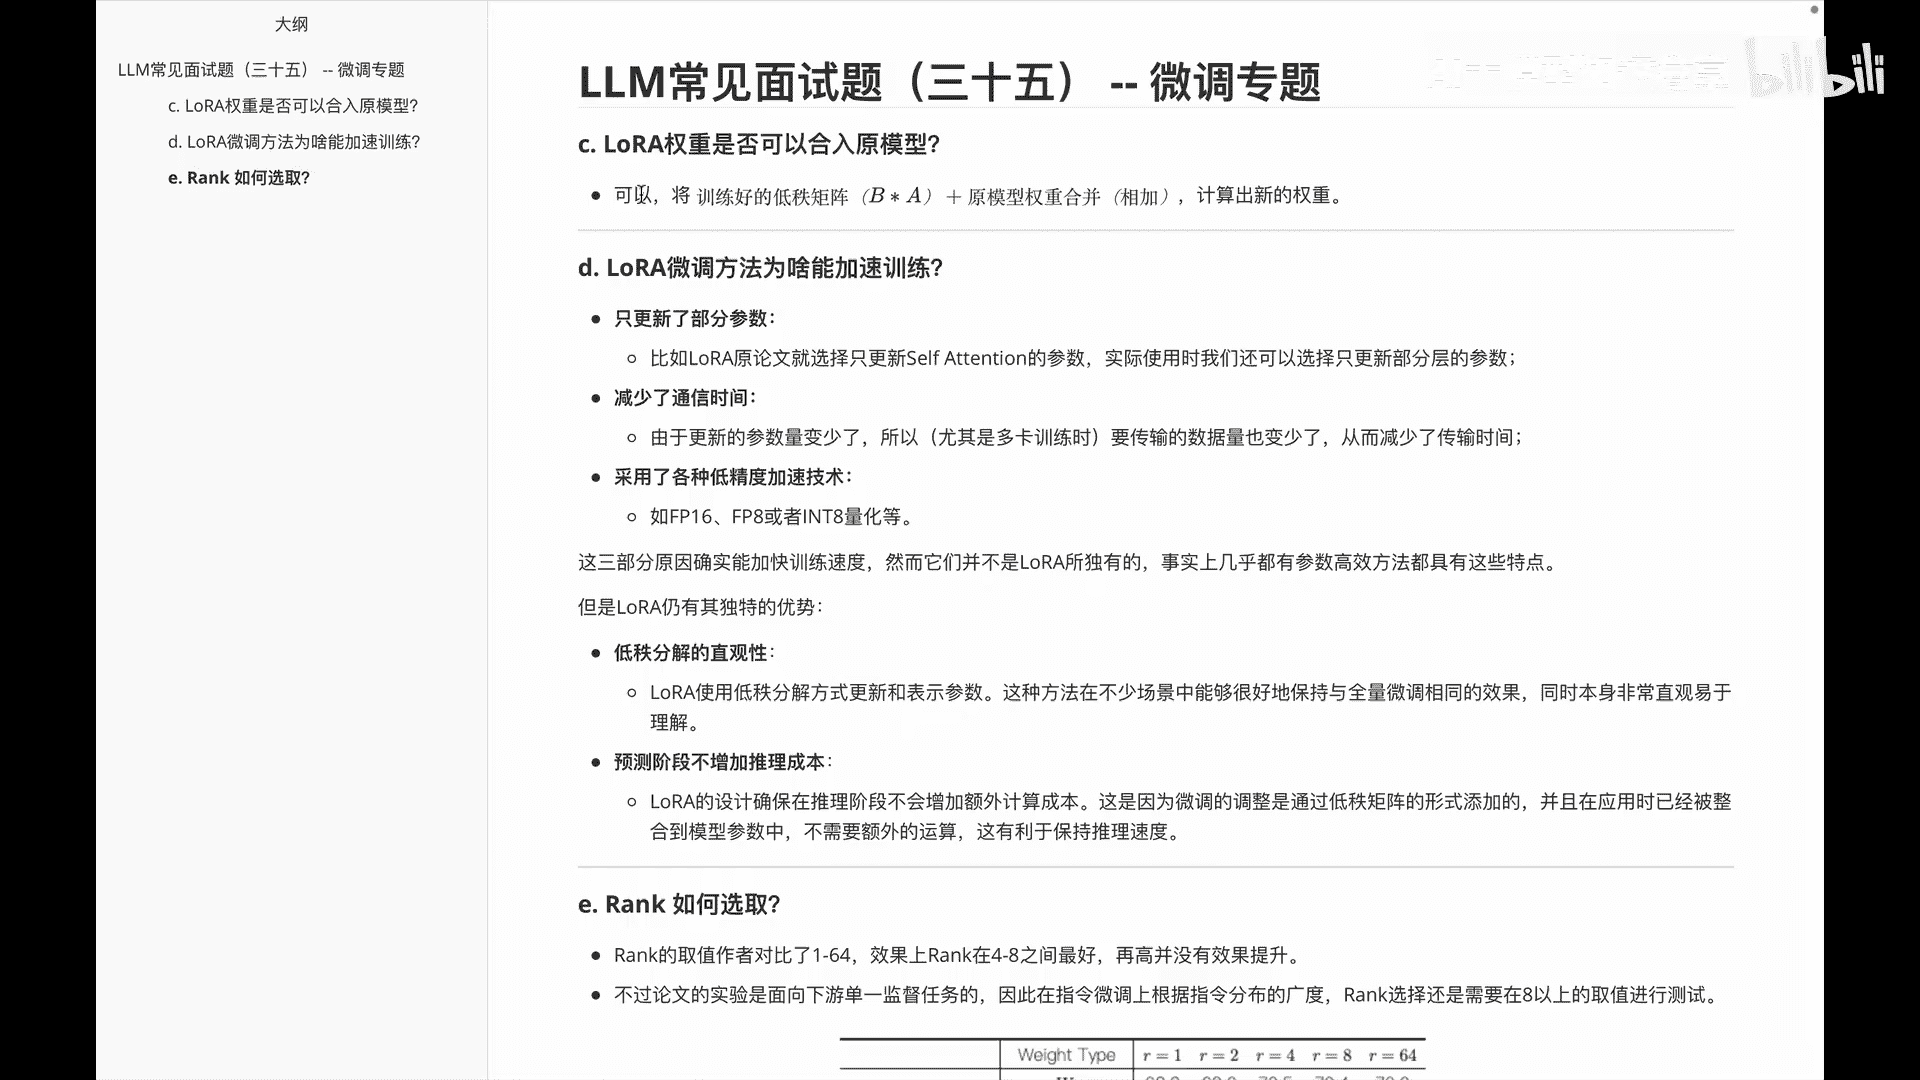 大纲
LLM常见面试题（三十五） -- 微调专题
c. LoRA权重是否可以合入原模型？
d. LoRA微调方法为啥能加速训练？
e. Rank 如何选取？
LLM常见面试题（三十五） -- 微调专题
bilibili
c. LoRA权重是否可以合入原模型？
可以，将 训练好的低秩矩阵（B * A）+ 原模型权重合并（相加），计算出新的权重。
d. LoRA微调方法为啥能加速训练？
只更新了部分参数：
比如LoRA原论文就选择只更新Self Attention的参数，实际使用时我们还可以选择只更新部分层的参数；
减少了通信时间：
由于更新的参数量变少了，所以（尤其是多卡训练时）要传输的数据量也变少了，从而减少了传输时间；
采用了各种低精度加速技术：
如FP16、FP8或者INT8量化等。
这三部分原因确实能加快训练速度，然而它们并不是LoRA所独有的，事实上几乎都有参数高效方法都具有这些特点。
但是LoRA仍有其独特的优势：
低秩分解的直观性：
LoRA使用低秩分解方式更新和表示参数。这种方法在不少场景中能够很好地保持与全量微调相同的效果，同时本身非常直观易于
理解。
预测阶段不增加推理成本：
LoRA的设计确保在推理阶段不会增加额外计算成本。这是因为微调的调整是通过低秩矩阵的形式添加的，并且在应用时已经被整
合到模型参数中，不需要额外的运算，这有利于保持推理速度。
e. Rank 如何选取？
Rank的取值作者对比了1-64，效果上Rank在4-8之间最好，再高并没有效果提升。
不过论文的实验是面向下游单一监督任务的，因此在指令微调上根据指令分布的广度，Rank选择还是需要在8以上的取值进行测试。
Weight Type r = 1 r = 2 r = 4 r = 8 r = 64